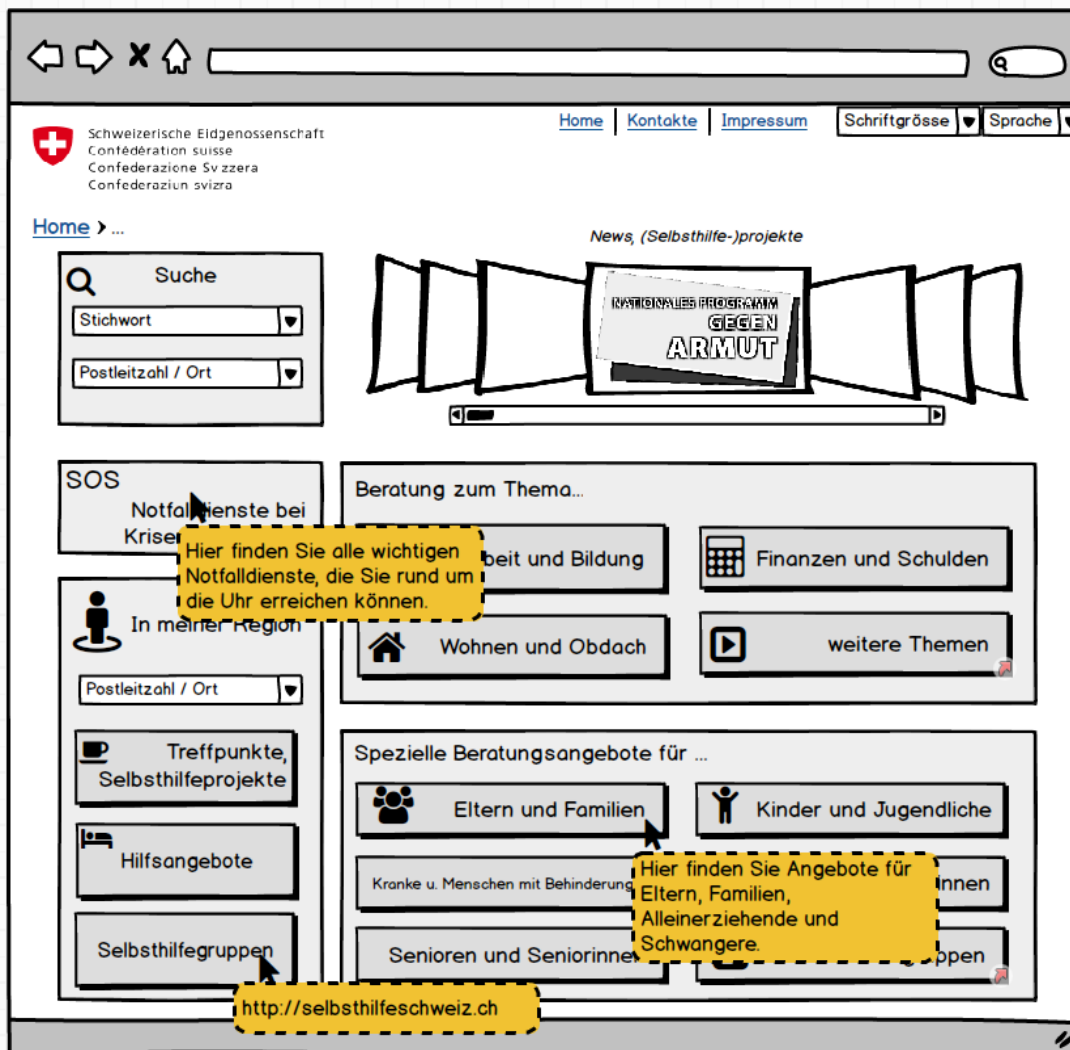 Home | Kontakte | Impressum
Schriftgrösse
Sprache
Schweizerische Eidgenossenschaft
Confédération suisse
Confederazione Svizzera
Confederaziun svizra
Home › ...
News, (Selbsthilfe-)projekte
Suche
Stichwort
Postleitzahl / Ort
NATIONALES PROGRAMM
GEGEN
ARMUT
SOS
Notfalldienste bei
Hier finden Sie alle wichtigen
Notfalldienste, die Sie rund um
die Uhr erreichen können.
In meiner Region
Postleitzahl / Ort
Treffpunkte,
Selbsthilfeprojekte
Hilfsangebote
Selbsthilfegruppen
http://selbsthilfeschweiz.ch
Beratung zum Thema...
beit und Bildung
Finanzen und Schulden
Wohnen und Obdach
weitere Themen
Spezielle Beratungsangebote für ...
Eltern und Familien
Kinder und Jugendliche
Kranke u. Menschen mit Behinderung
Hier finden Sie Angebote für
Eltern, Familien,
Alleinerziehende und
Schwangere.
innen
Senioren und Seniorinne
ppen